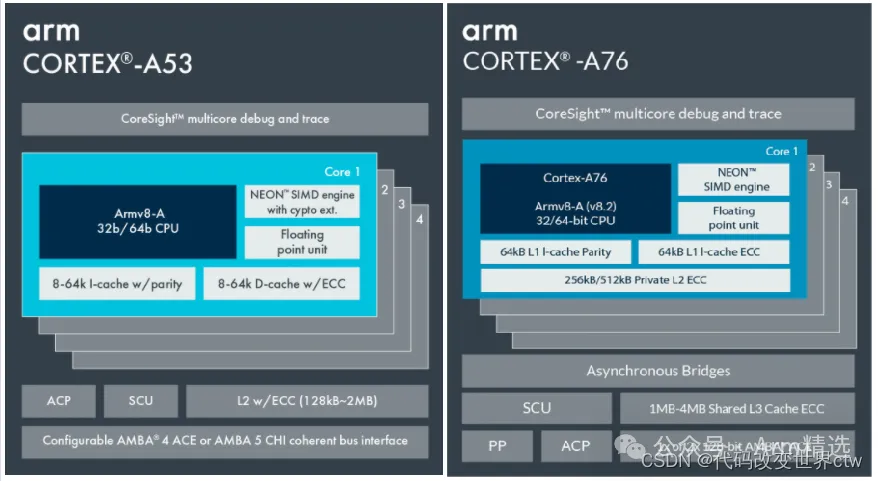 arm
CORTEX®-A53
CoreSight™ multicore debug and trace
Core 1
2
3
4
Armv8-A
32b/64b CPU
NEON™ SIMD engine
with cypto ext.
Floating
point unit
8-64k I-cache w/parity
8-64k D-cache w/ECC
ACP
SCU
L2 w/ECC (128kB~2MB)
Configurable AMBA® 4 ACE or AMBA 5 CHI coherent bus interface
arm
CORTEX® -A76
CoreSight™ multicore debug and trace
Core 1
2
3
4
Cortex-A76
Armv8-A (v8.2)
32/64-bit CPU
NEON™
SIMD engine
Floating
point unit
64kB L1 I-cache Parity
64kB L1 I-cache ECC
256kB/512kB Private L2 ECC
Asynchronous Bridges
SCU
1MB-4MB Shared L3 Cache ECC
PP
ACP
公众号 · Arm精选
CSDN @代码改变世界ctw